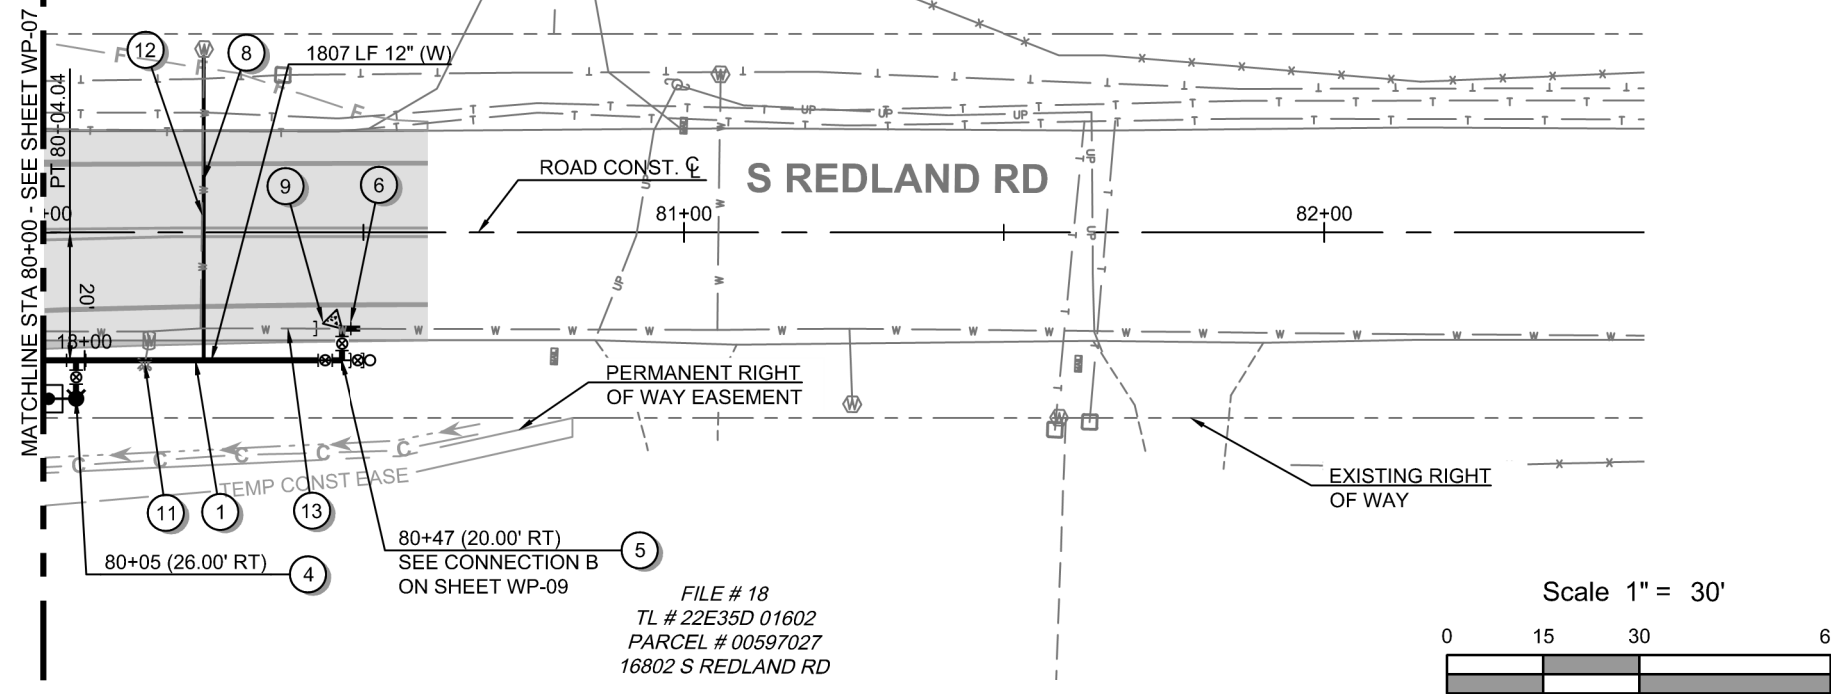 MATCHLINE STA 80+00 - SEE SHEET WP-07
PT 80+04.04
12
8
1807 LF 12" (W)
ROAD CONST. ℄
S REDLAND RD
9
6
+00
81+00
82+00
20'
18+00
PERMANENT RIGHT
OF WAY EASEMENT
TEMP CONST EASE
EXISTING RIGHT
OF WAY
11
1
13
80+47 (20.00' RT)
SEE CONNECTION B
ON SHEET WP-09
5
80+05 (26.00' RT)
4
FILE # 18
TL # 22E35D 01602
PARCEL # 00597027
16802 S REDLAND RD
Scale 1" = 30'
0 15 30 6